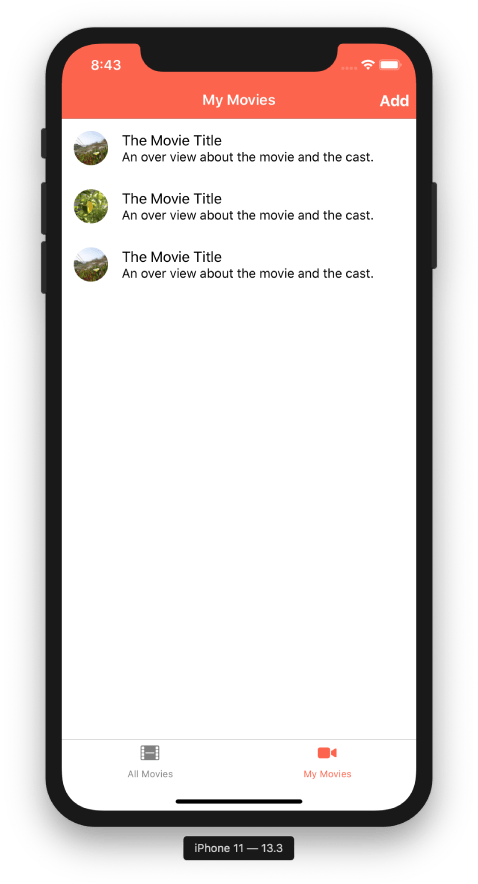 8:43
My Movies
Add
The Movie Title
An over view about the movie and the cast.
The Movie Title
An over view about the movie and the cast.
The Movie Title
An over view about the movie and the cast.
All Movies
My Movies
iPhone 11 — 13.3